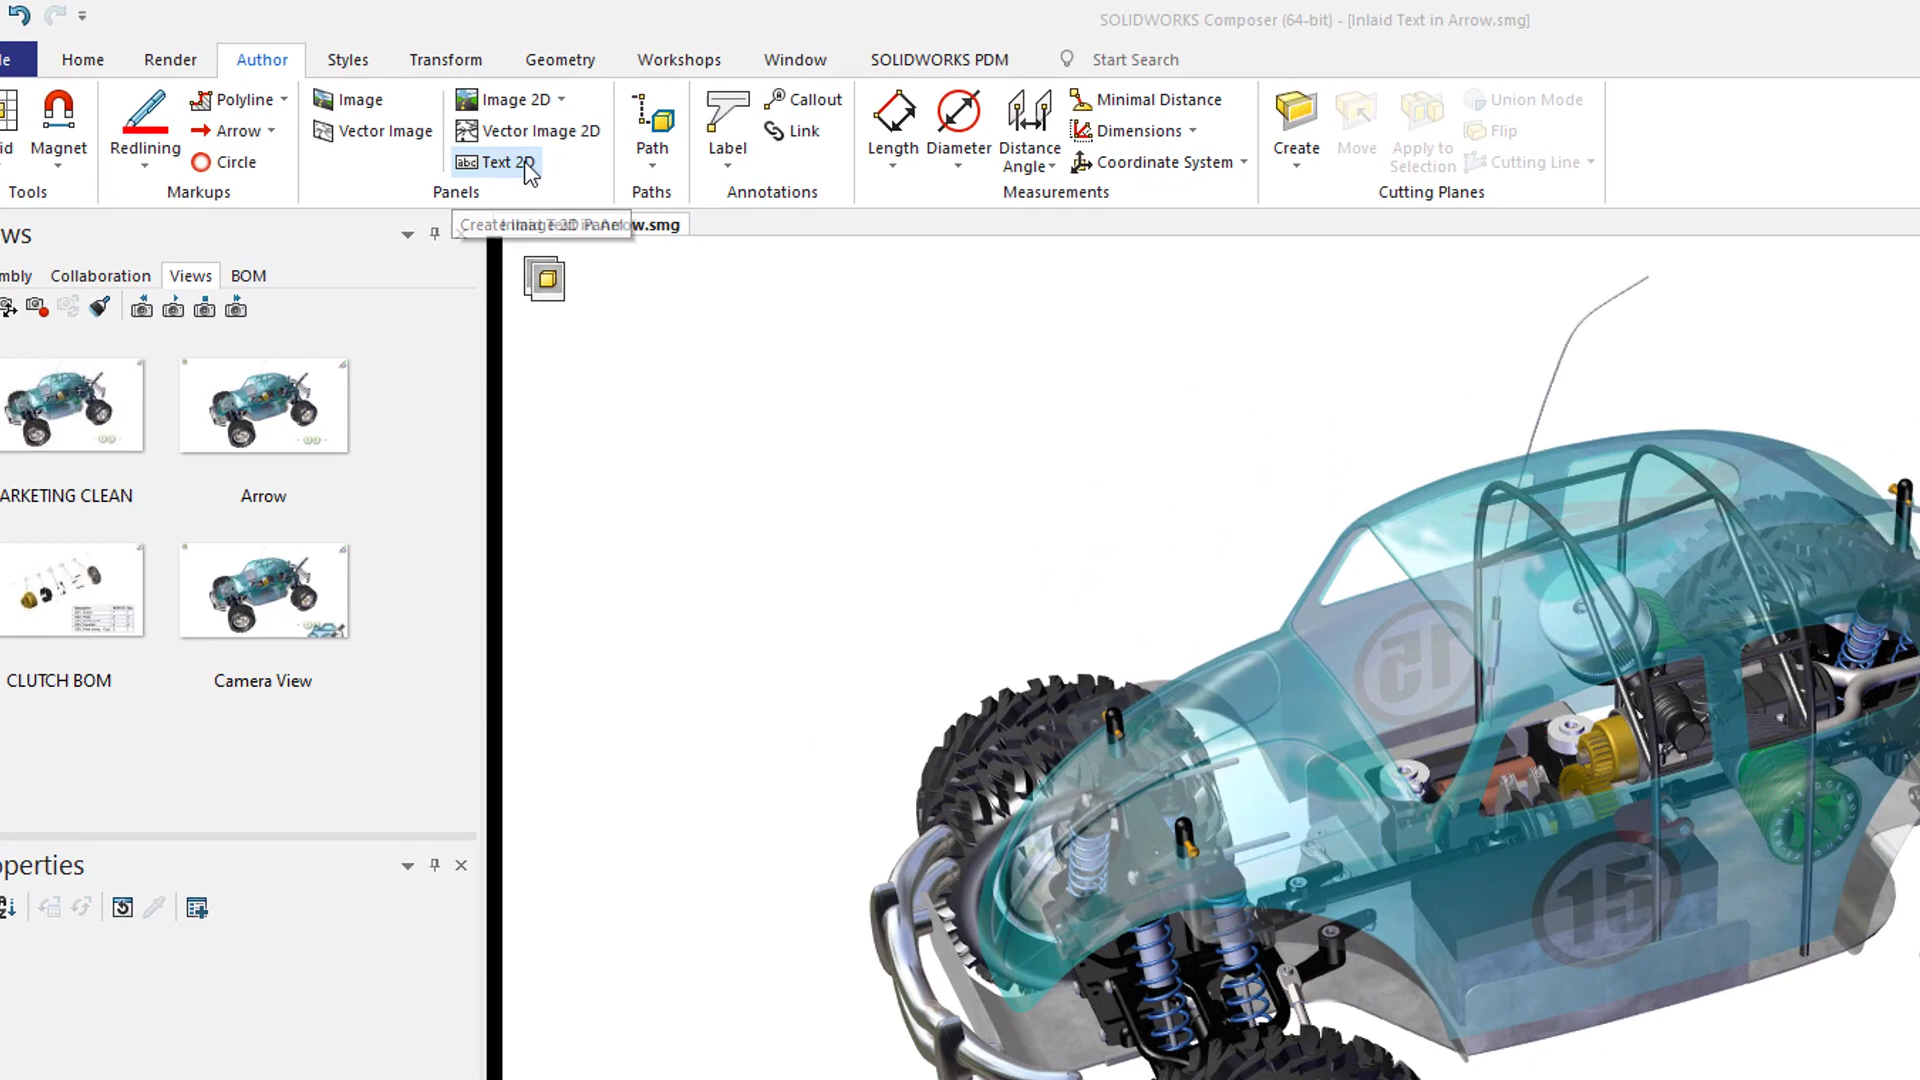 SOLIDWORKS Composer (64-bit) - [Inlaid Text in Arrow.smg]
le Home Render Author Styles Transform Geometry Workshops Window SOLIDWORKS PDM Start Search
id Magnet
Tools
Redlining Polyline
Arrow
Circle
Markups
Image
Vector Image
Image 2D
Vector Image 2D
abc Text 2D
Panels
Path
Paths
Label
Callout
Link
Annotations
Length Diameter Distance Angle
Minimal Distance
Dimensions
Coordinate System
Measurements
Create Move Apply to Selection
Union Mode
Flip
Cutting Line
Cutting Planes
w.smg
WS
mbly Collaboration Views BOM
ARKETING CLEAN Arrow
CLUTCH BOM Camera View
operties
15
15